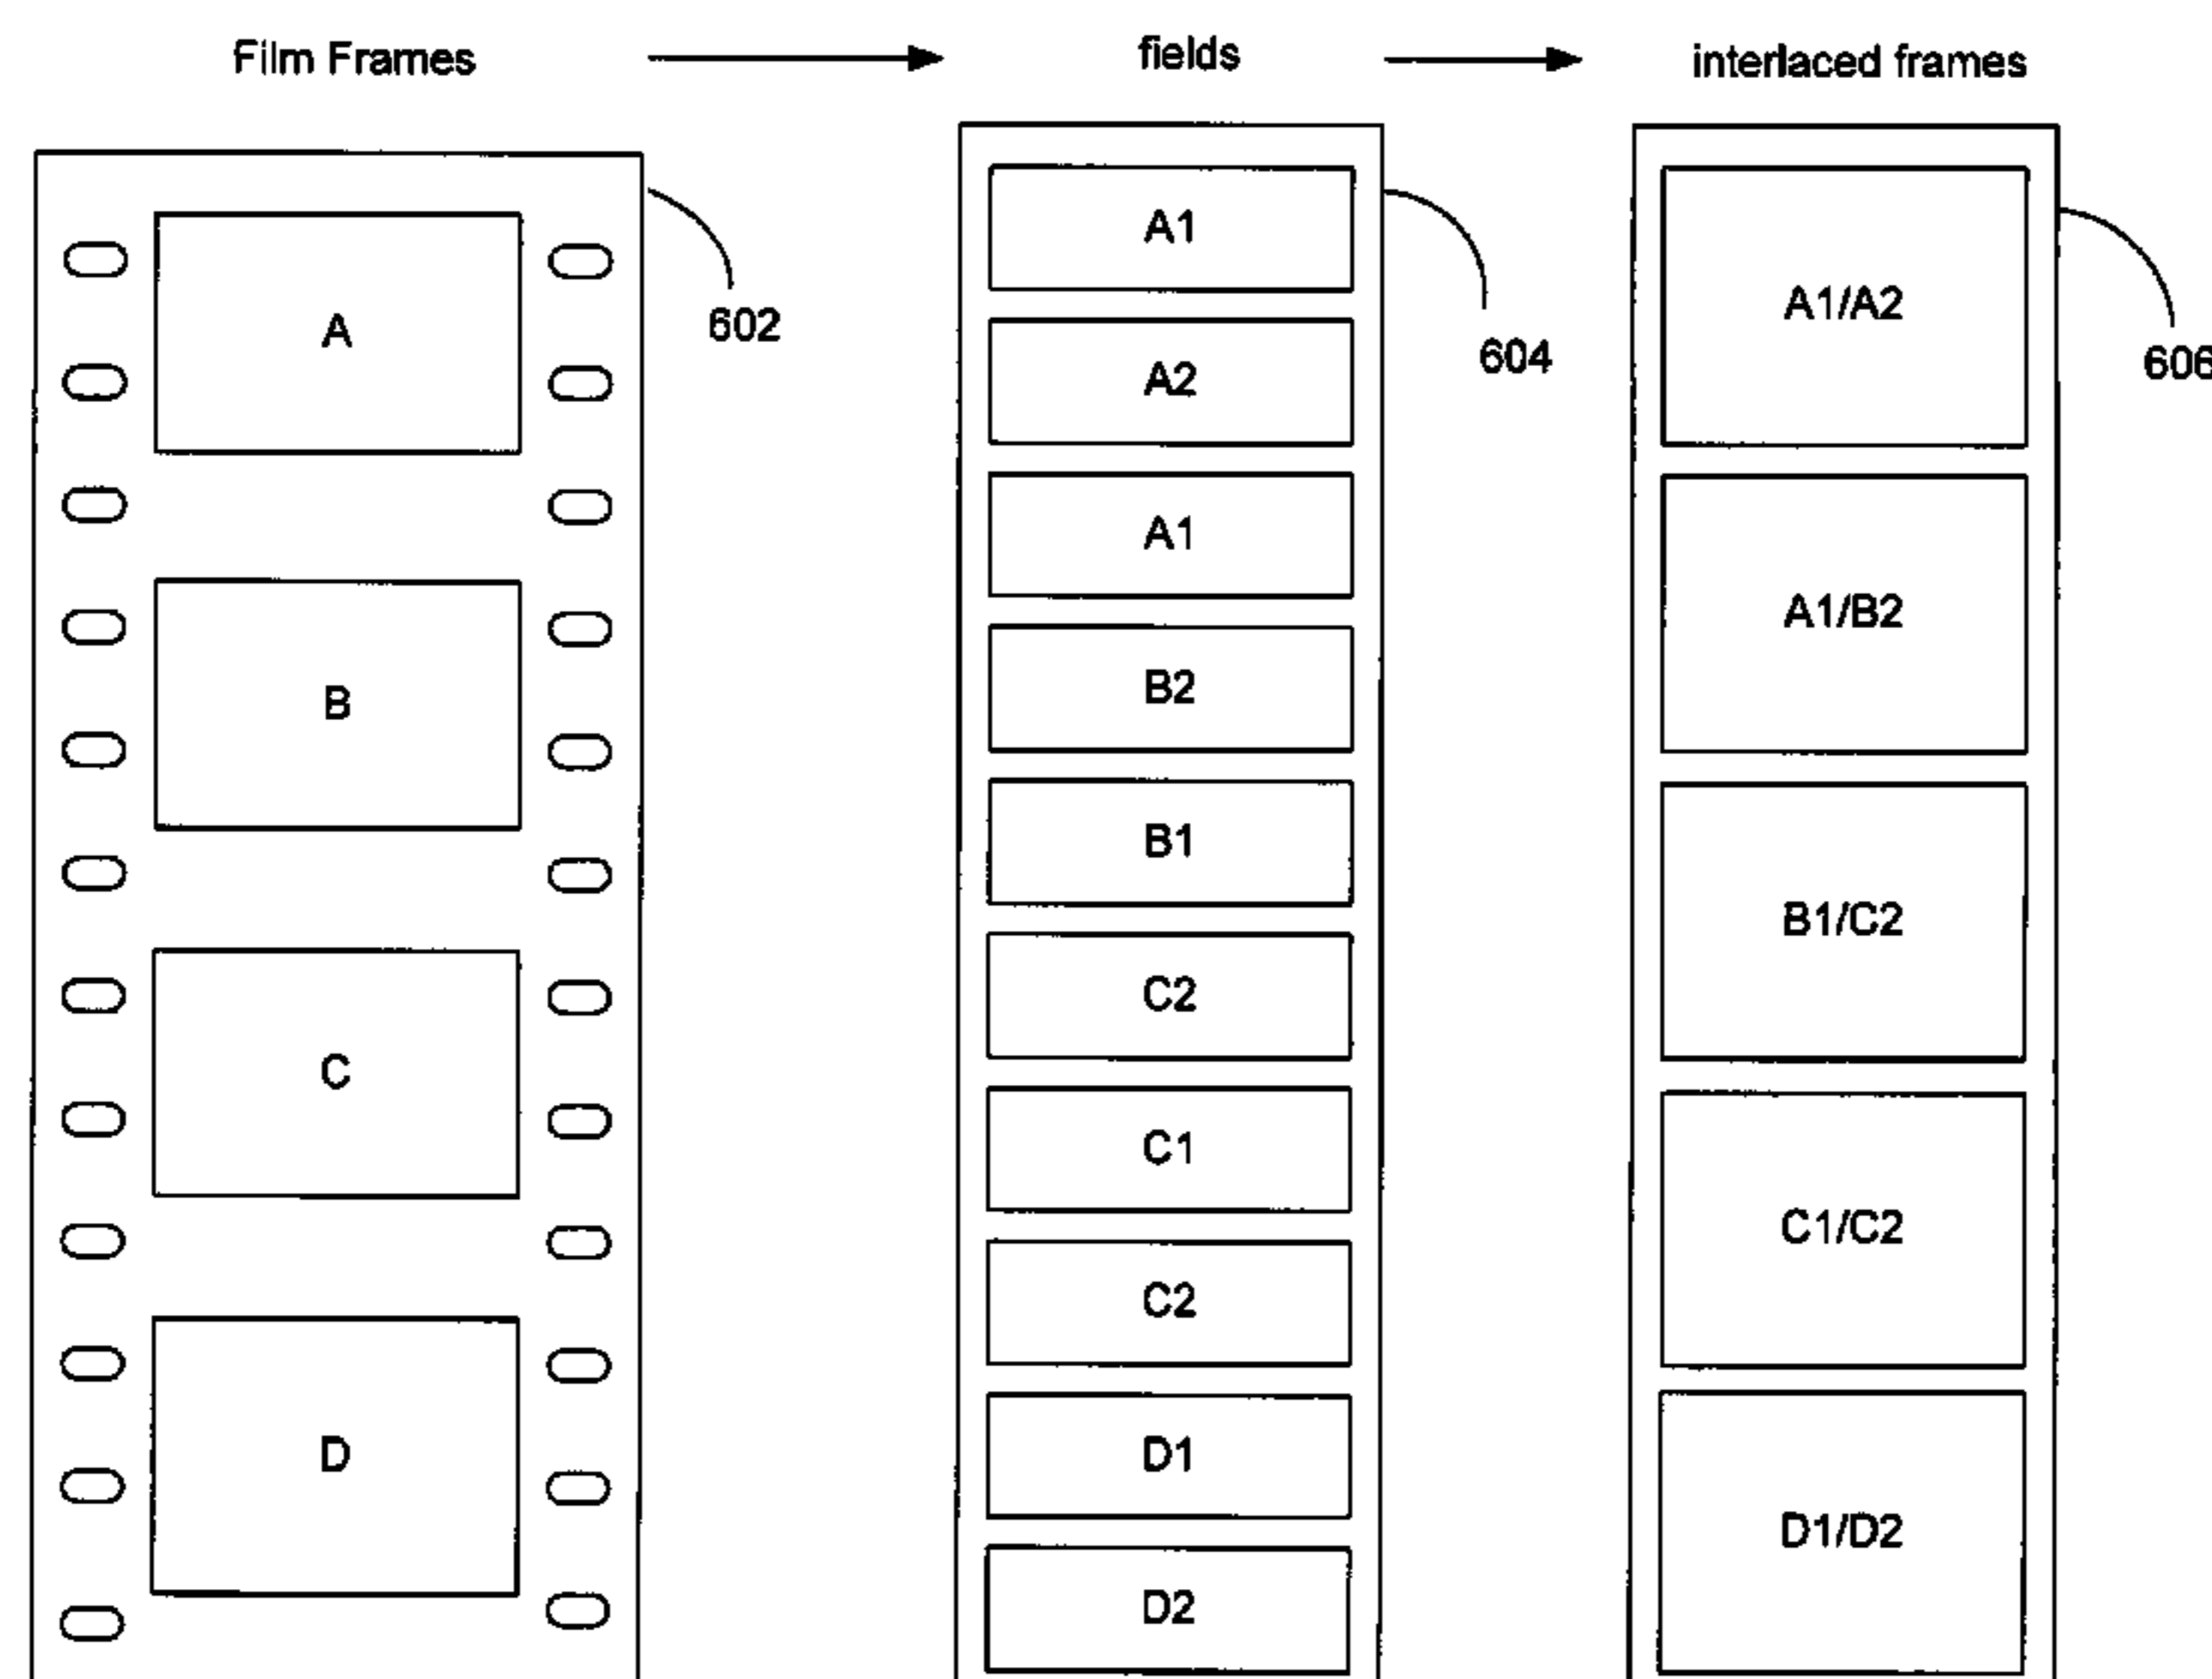 Film Frames
fields
interlaced frames
A
B
C
D
602
A1
A2
A1
B2
B1
C2
C1
C2
D1
D2
604
A1/A2
A1/B2
B1/C2
C1/C2
D1/D2
606